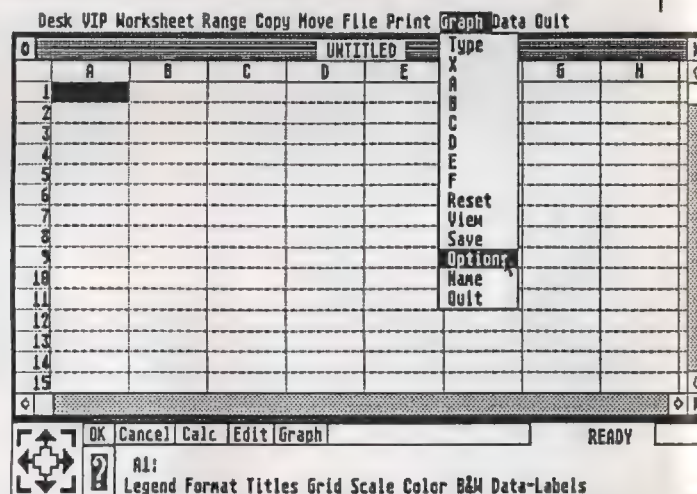 Desk VIP Worksheet Range Copy Move File Print Graph Data Quit
UNTITLED
Type
X
A
B
C
D
E
F
Reset
View
Save
Options
Name
Quit
A B C D E G H
1
2
3
4
5
6
7
8
9
10
11
12
13
14
15
OK Cancel Calc Edit Graph READY
? A1:
Legend Format Titles Grid Scale Color B&W Data-Labels